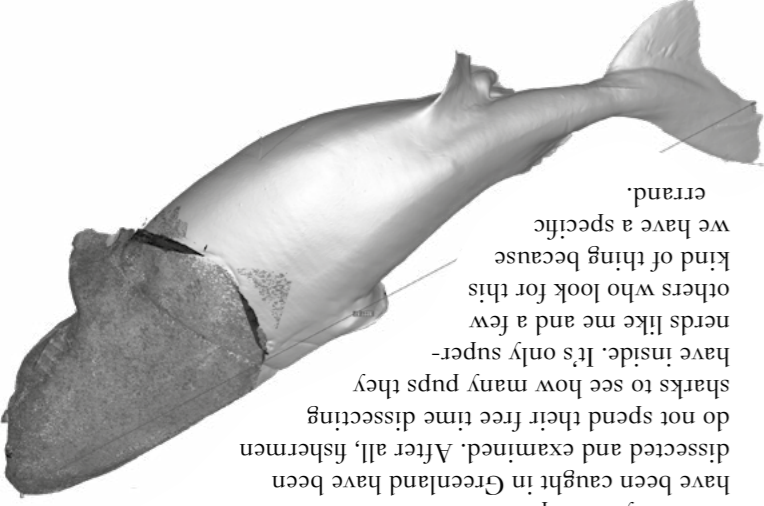 have been caught in Greenland have been
dissected and examined. After all, fishermen
do not spend their free time dissecting
sharks to see how many pups they
have inside. It's only super-
nerds like me and a few
others who look for this
kind of thing because
we have a specific
errand.